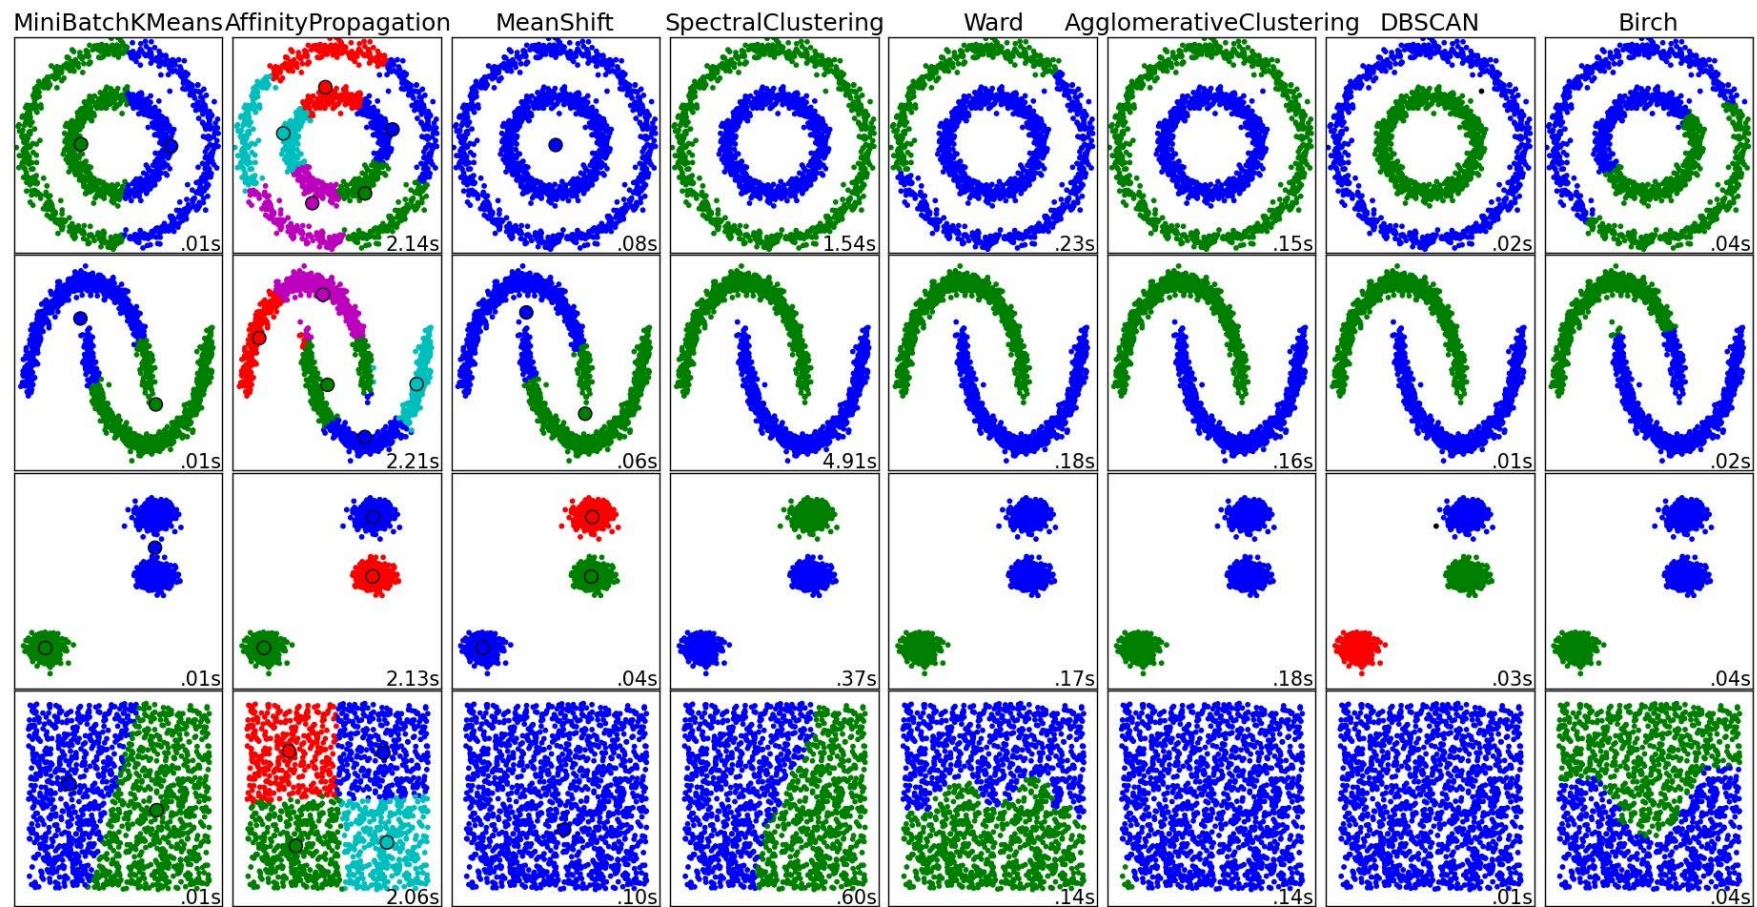 MiniBatchKMeans AffinityPropagation MeanShift SpectralClustering Ward AgglomerativeClustering DBSCAN Birch
.01s 2.14s .08s 1.54s .23s .15s .02s .04s
.01s 2.21s .06s 4.91s .18s .16s .01s .02s
.01s 2.13s .04s .37s .17s .18s .03s .04s
.01s 2.06s .10s .60s .14s .14s .01s .04s